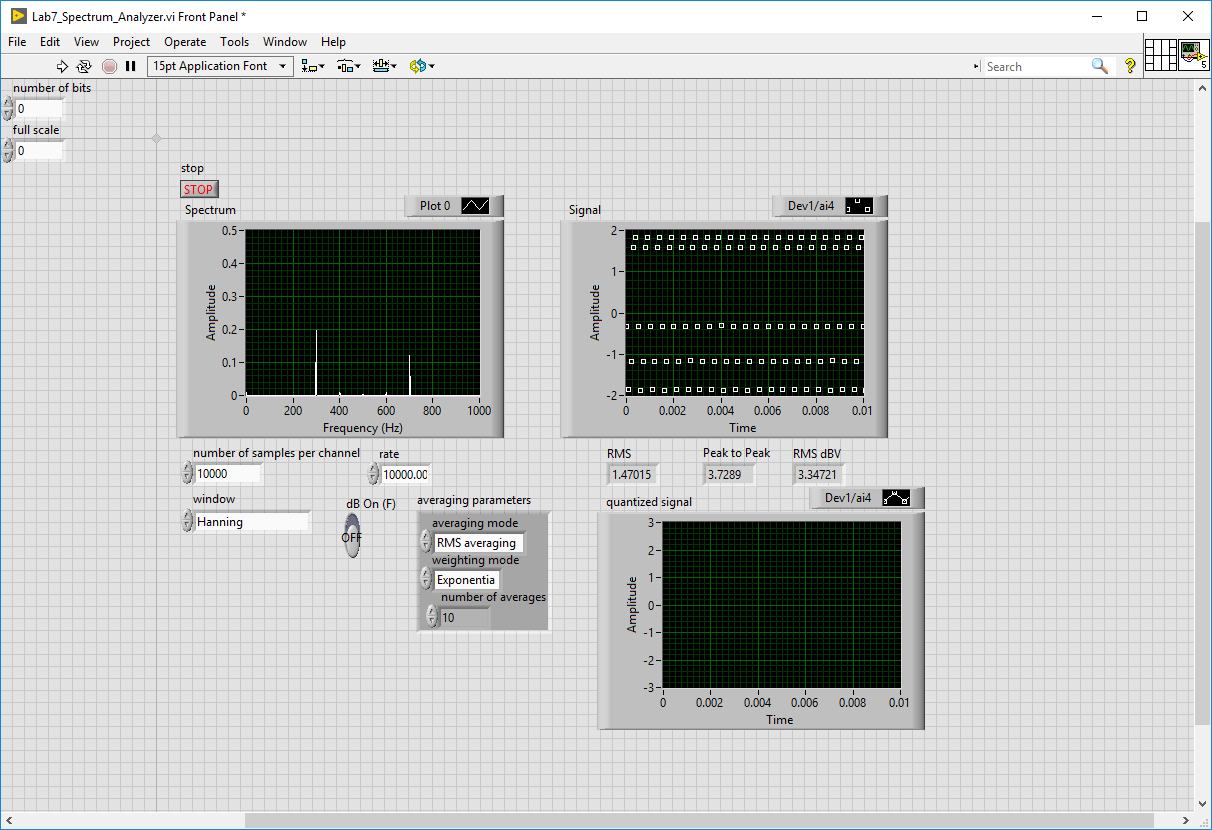 Lab7_Spectrum_Analyzer.vi Front Panel *
File Edit View Project Operate Tools Window Help
15pt Application Font
Search
?
5
number of bits
0
full scale
0
stop
STOP
Spectrum
Plot 0
Amplitude
0.5
0.4
0.3
0.2
0.1
0
0 200 400 600 800 1000
Frequency (Hz)
Signal
Dev1/ai4
Amplitude
2
1
0
-1
-2
0 0.002 0.004 0.006 0.008 0.01
Time
number of samples per channel
10000
rate
10000.00
window
Hanning
dB On (F)
OFF
averaging parameters
averaging mode
RMS averaging
weighting mode
Exponentia
number of averages
10
RMS
1.47015
Peak to Peak
3.7289
RMS dBV
3.34721
quantized signal
Dev1/ai4
Amplitude
3
2
1
0
-1
-2
-3
0 0.002 0.004 0.006 0.008 0.01
Time